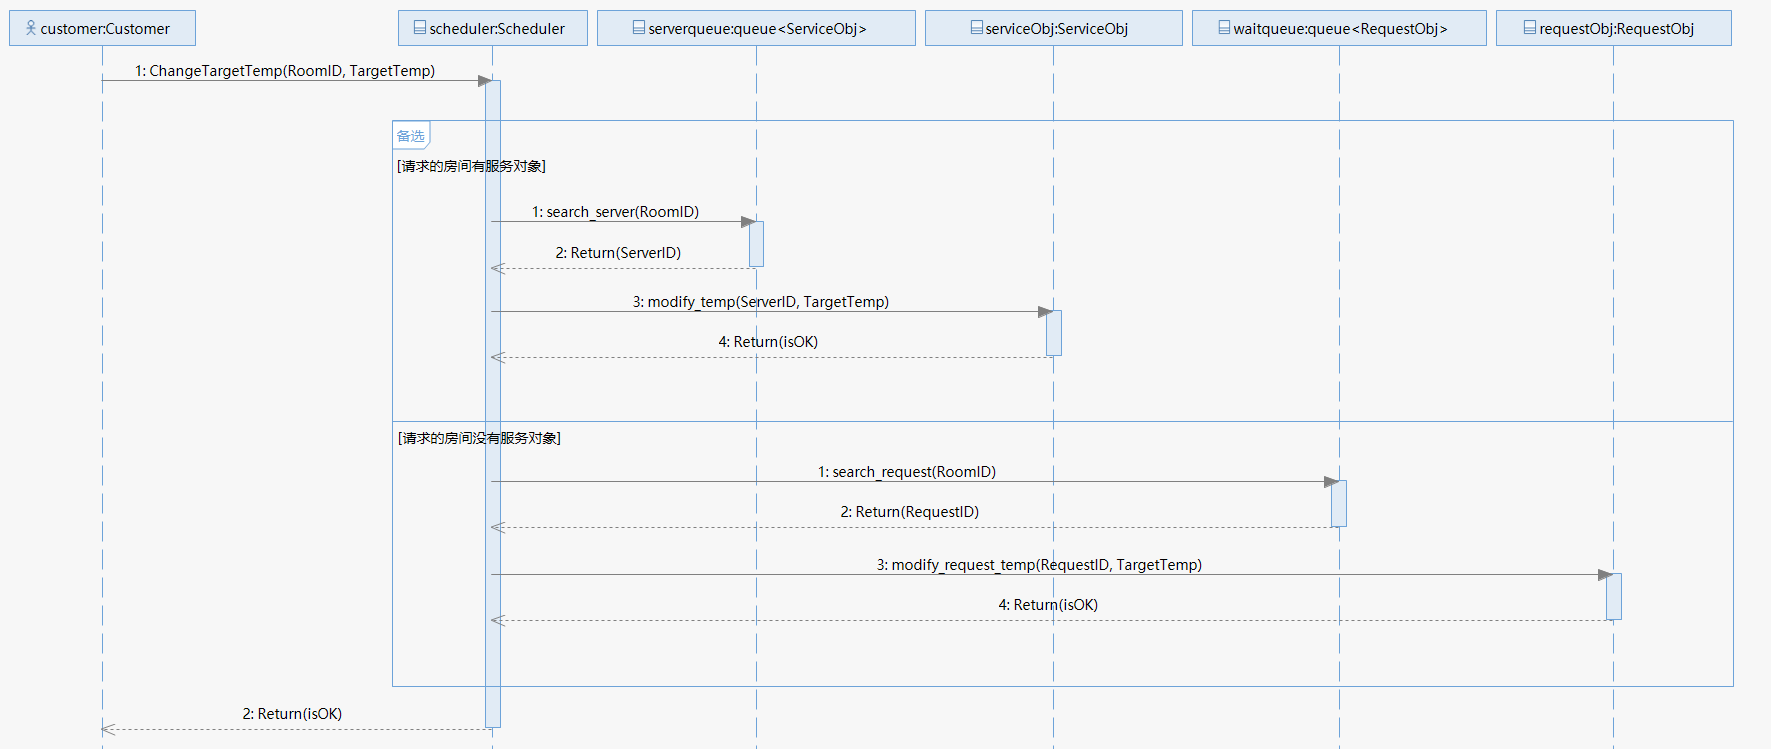 customer:Customer
scheduler:Scheduler
serverqueue:queue<ServiceObj>
serviceObj:ServiceObj
waitqueue:queue<RequestObj>
requestObj:RequestObj
1: ChangeTargetTemp(RoomID, TargetTemp)
备选
[请求的房间有服务对象]
1: search_server(RoomID)
2: Return(ServerID)
3: modify_temp(ServerID, TargetTemp)
4: Return(isOK)
[请求的房间没有服务对象]
1: search_request(RoomID)
2: Return(RequestID)
3: modify_request_temp(RequestID, TargetTemp)
4: Return(isOK)
2: Return(isOK)